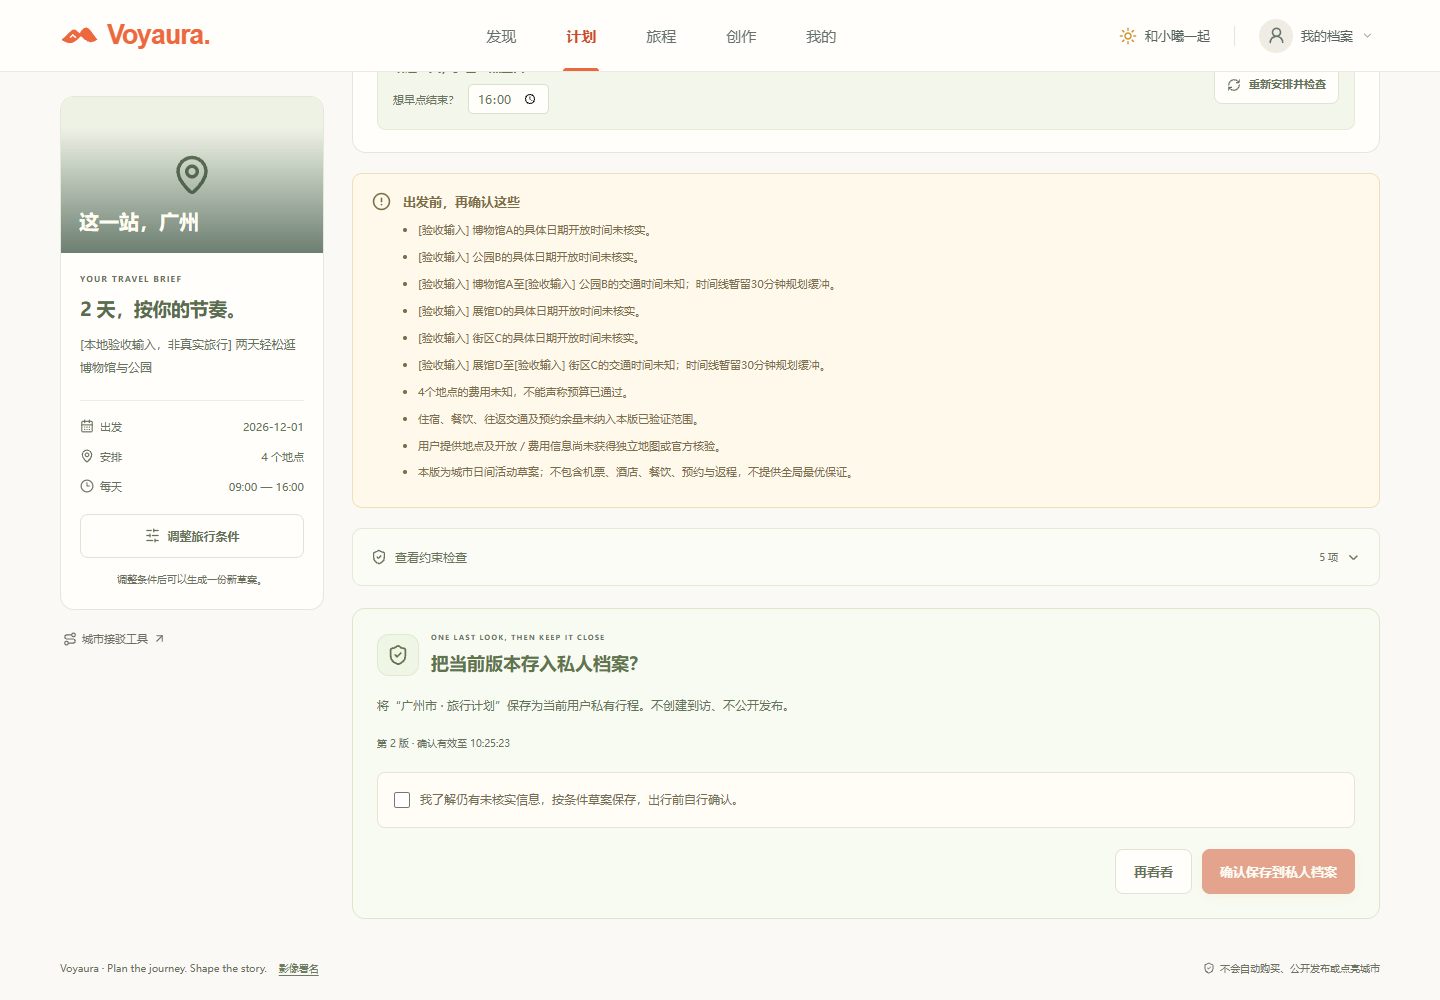 Voyaura.
发现
计划
旅程
创作
我的
和小曦一起
我的档案
想早点结束?
16:00
重新安排并检查
这一站，广州
YOUR TRAVEL BRIEF
2 天，按你的节奏。
[本地验收输入，非真实旅行] 两天轻松逛
博物馆与公园
出发
2026-12-01
安排
4 个地点
每天
09:00 — 16:00
调整旅行条件
调整条件后可以生成一份新草案。
城市接驳工具
出发前，再确认这些
[验收输入] 博物馆A的具体日期开放时间未核实。
[验收输入] 公园B的具体日期开放时间未核实。
[验收输入] 博物馆A至[验收输入] 公园B的交通时间未知；时间线暂留30分钟规划缓冲。
[验收输入] 展馆D的具体日期开放时间未核实。
[验收输入] 街区C的具体日期开放时间未核实。
[验收输入] 展馆D至[验收输入] 街区C的交通时间未知；时间线暂留30分钟规划缓冲。
4个地点的费用未知，不能声称预算已通过。
住宿、餐饮、往返交通及预约余量未纳入本版已验证范围。
用户提供地点及开放 / 费用信息尚未获得独立地图或官方核验。
本版为城市日间活动草案；不包含机票、酒店、餐饮、预约与返程，不提供全局最优保证。
查看约束检查
5 项
ONE LAST LOOK, THEN KEEP IT CLOSE
把当前版本存入私人档案？
将“广州市 · 旅行计划”保存为当前用户私有行程。不创建到访、不公开发布。
第 2 版 · 确认有效至 10:25:23
我了解仍有未核实信息，按条件草案保存，出行前自行确认。
再看看
确认保存到私人档案
Voyaura · Plan the journey. Shape the story.
影像署名
不会自动购买、公开发布或点亮城市